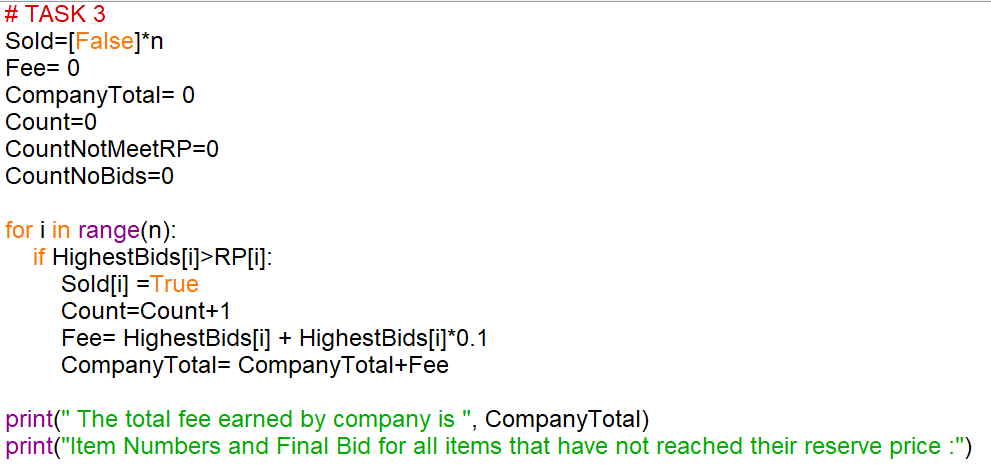 # TASK 3
Sold=[False]*n
Fee= 0
CompanyTotal= 0
Count=0
CountNotMeetRP=0
CountNoBids=0

for i in range(n):
    if HighestBids[i]>RP[i]:
        Sold[i] =True
        Count=Count+1
        Fee= HighestBids[i] + HighestBids[i]*0.1
        CompanyTotal= CompanyTotal+Fee

print(" The total fee earned by company is ", CompanyTotal)
print("Item Numbers and Final Bid for all items that have not reached their reserve price :")